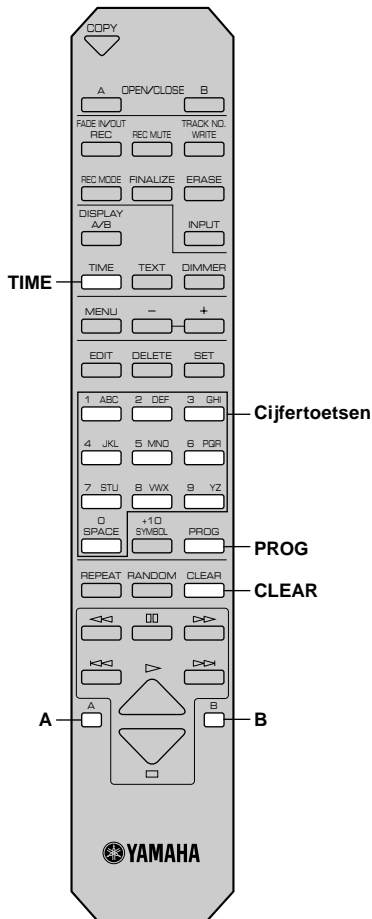 COPY
A OPEN/CLOSE B
FADE IN/OUT TRACK NO.
REC REC MUTE WRITE
REC MODE FINALIZE ERASE
DISPLAY
A/B INPUT
TIME TIME TEXT DIMMER
MENU − +
EDIT DELETE SET
1 ABC 2 DEF 3 GHI
Cijfertoetsen
4 JKL 5 MNO 6 PQR
7 STU 8 VWX 9 YZ
0 +10
SPACE SYMBOL PROG
PROG
REPEAT RANDOM CLEAR
CLEAR
A B
A B
YAMAHA